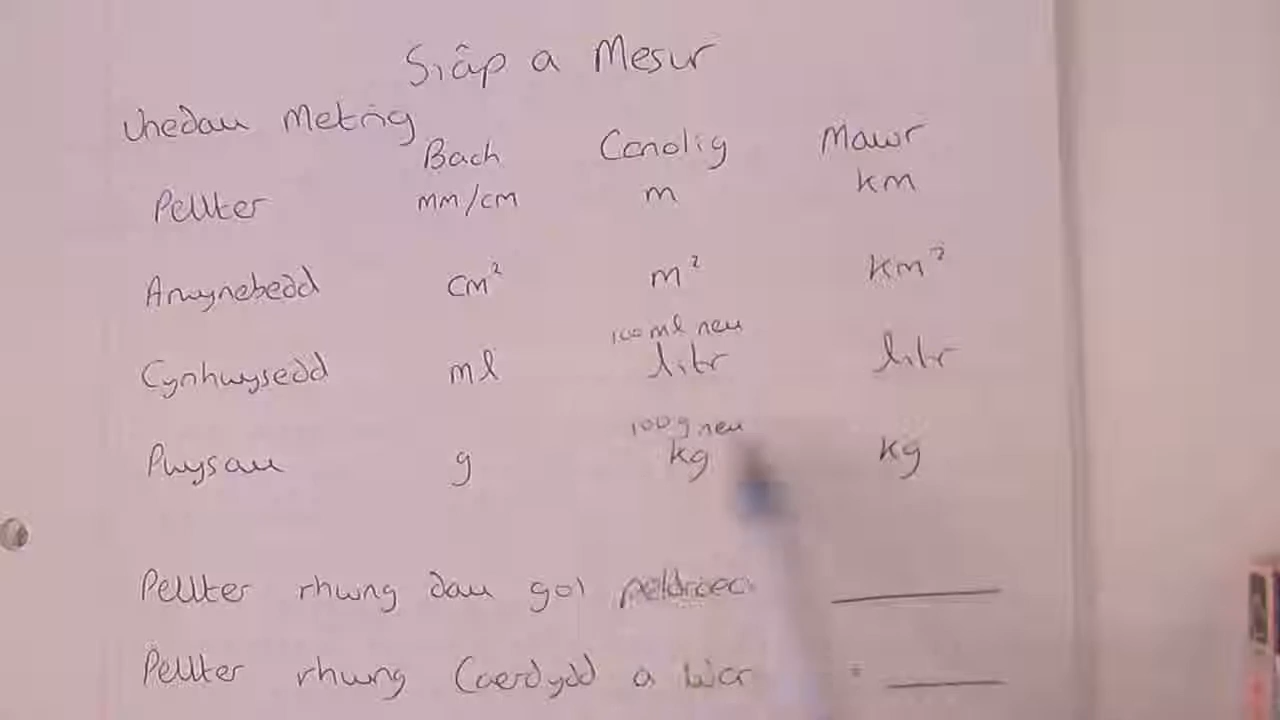 Siâp a Mesur
Unedau Metrig
Bach Canolig Mawr
Pellter mm/cm m km
Arwynebedd cm² m² km²
Cynhwysedd ml 100ml neu litr litr
Pwysau g 100g neu kg kg
Pellter rhwng dau gol
Pellter rhwng Caerdydd a